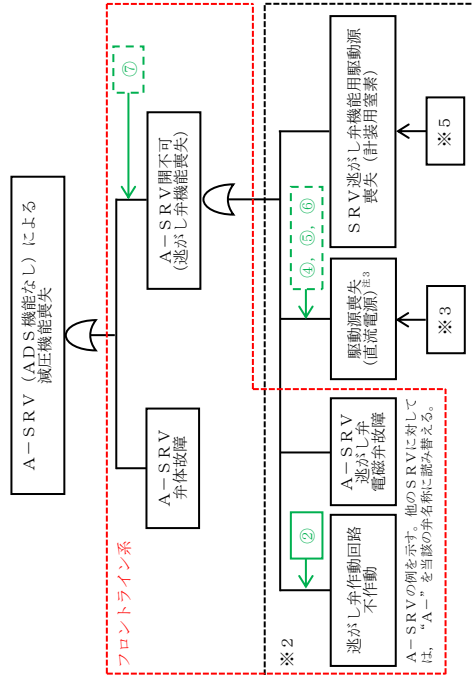 A－SRV（ADS機能なし）による
減圧機能喪失
フロントライン系
⑦
A－SRV
弁体故障
A－SRV開不可
(逃がし弁機能喪失)
※2
②
④，⑤，⑥
逃がし弁作動回路
不作動
A－SRV
逃がし弁
電磁弁故障
駆動源喪失
(直流電源)注3
SRV逃がし弁機能用駆動源
喪失（計装用窒素）
※3
※5
A－SRVの例を示す。他のSRVに対して
は，“A－”を当該の弁名称に読み替える。